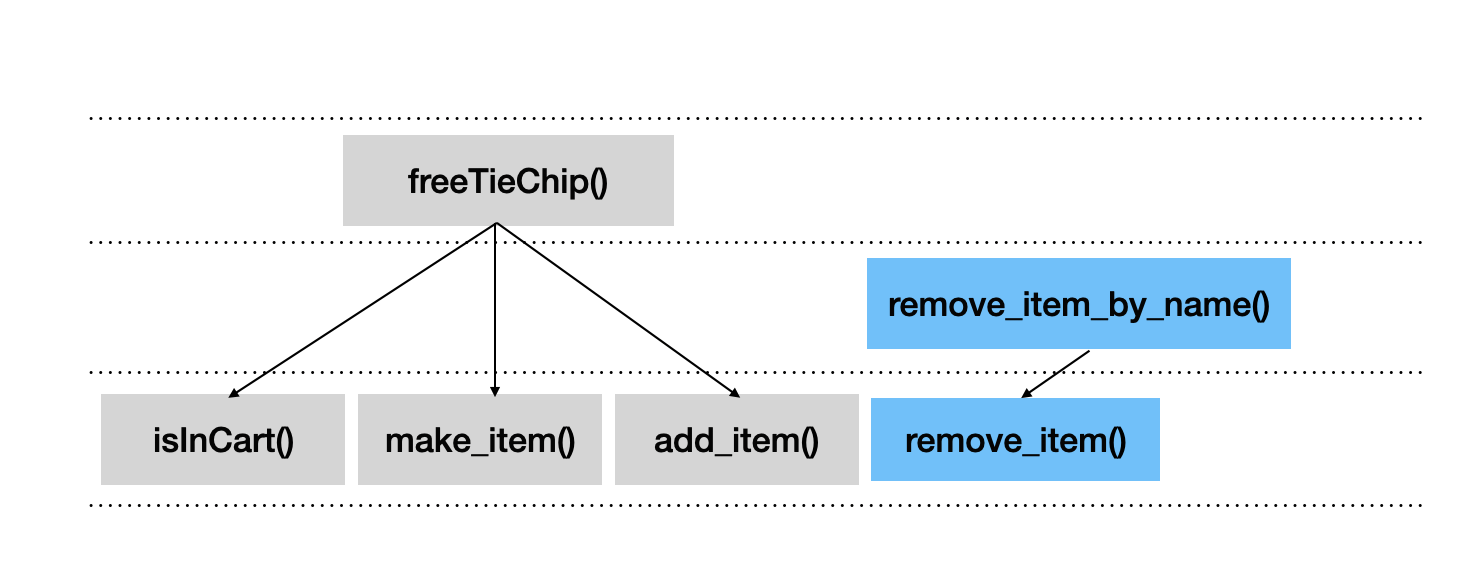 freeTieChip()
remove_item_by_name()
isInCart()
make_item()
add_item()
remove_item()